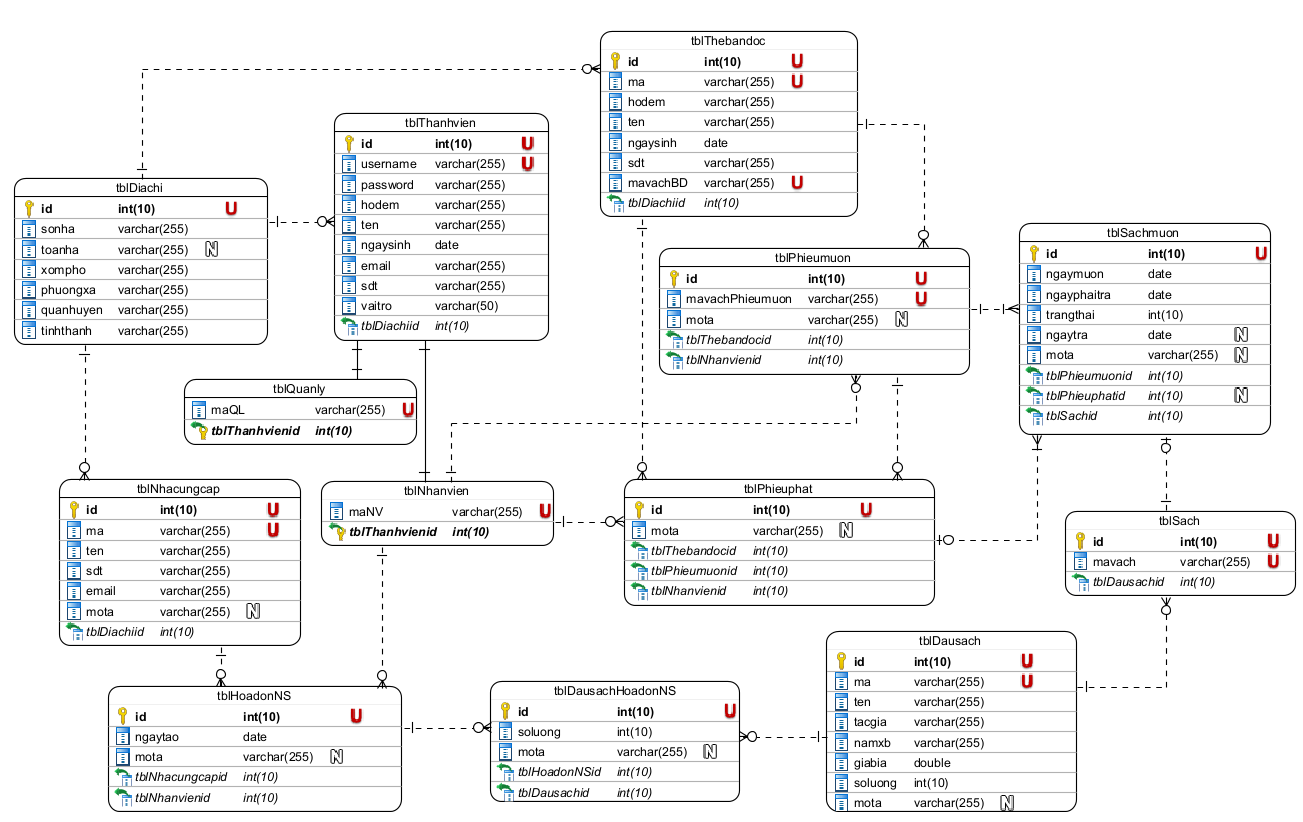 tblThebandoc
id int(10) U
ma varchar(255) U
hodem varchar(255)
ten varchar(255)
ngaysinh date
sdt varchar(255)
mavachBD varchar(255) U
tblDiachiid int(10)
tblThanhvien
id int(10) U
username varchar(255) U
password varchar(255)
hodem varchar(255)
ten varchar(255)
ngaysinh date
email varchar(255)
sdt varchar(255)
vaitro varchar(50)
tblDiachiid int(10)
tblDiachi
id int(10) U
sonha varchar(255)
toanha varchar(255) N
xompho varchar(255)
phuongxa varchar(255)
quanhuyen varchar(255)
tinhthanh varchar(255)
tblPhieumuon
id int(10) U
mavachPhieumuon varchar(255) U
mota varchar(255) N
tblThebandocid int(10)
tblNhanvienid int(10)
tblSachmuon
id int(10) U
ngaymuon date
ngayphaitra date
trangthai int(10)
ngaytra date N
mota varchar(255) N
tblPhieumuonid int(10)
tblPhieuphatid int(10) N
tblSachid int(10)
tblQuanly
maQL varchar(255) U
tblThanhvienid int(10)
tblNhacungcap
id int(10) U
ma varchar(255) U
ten varchar(255)
sdt varchar(255)
email varchar(255)
mota varchar(255) N
tblDiachiid int(10)
tblNhanvien
maNV varchar(255) U
tblThanhvienid int(10)
tblPhieuphat
id int(10) U
mota varchar(255) N
tblThebandocid int(10)
tblPhieumuonid int(10)
tblNhanvienid int(10)
tblSach
id int(10) U
mavach varchar(255) U
tblDausachid int(10)
tblHoadonNS
id int(10) U
ngaytao date
mota varchar(255) N
tblNhacungcapid int(10)
tblNhanvienid int(10)
tblDausachHoadonNS
id int(10) U
soluong int(10)
mota varchar(255) N
tblHoadonNSid int(10)
tblDausachid int(10)
tblDausach
id int(10) U
ma varchar(255) U
ten varchar(255)
tacgia varchar(255)
namxb varchar(255)
giabia double
soluong int(10)
mota varchar(255) N